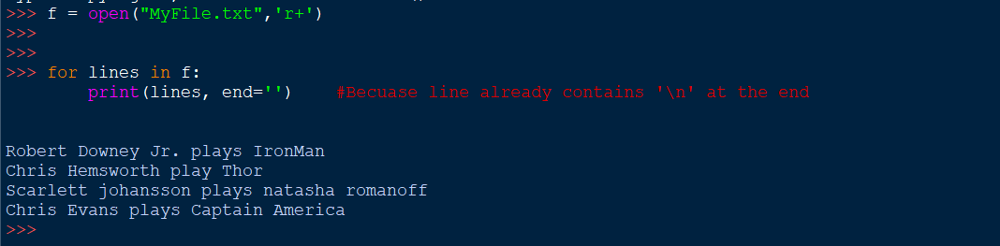 >>> f = open("MyFile.txt",'r+')
>>>
>>>
>>> for lines in f:
        print(lines, end='')    #Becuase line already contains '\n' at the end
Robert Downey Jr. plays IronMan
Chris Hemsworth play Thor
Scarlett johansson plays natasha romanoff
Chris Evans plays Captain America
>>>